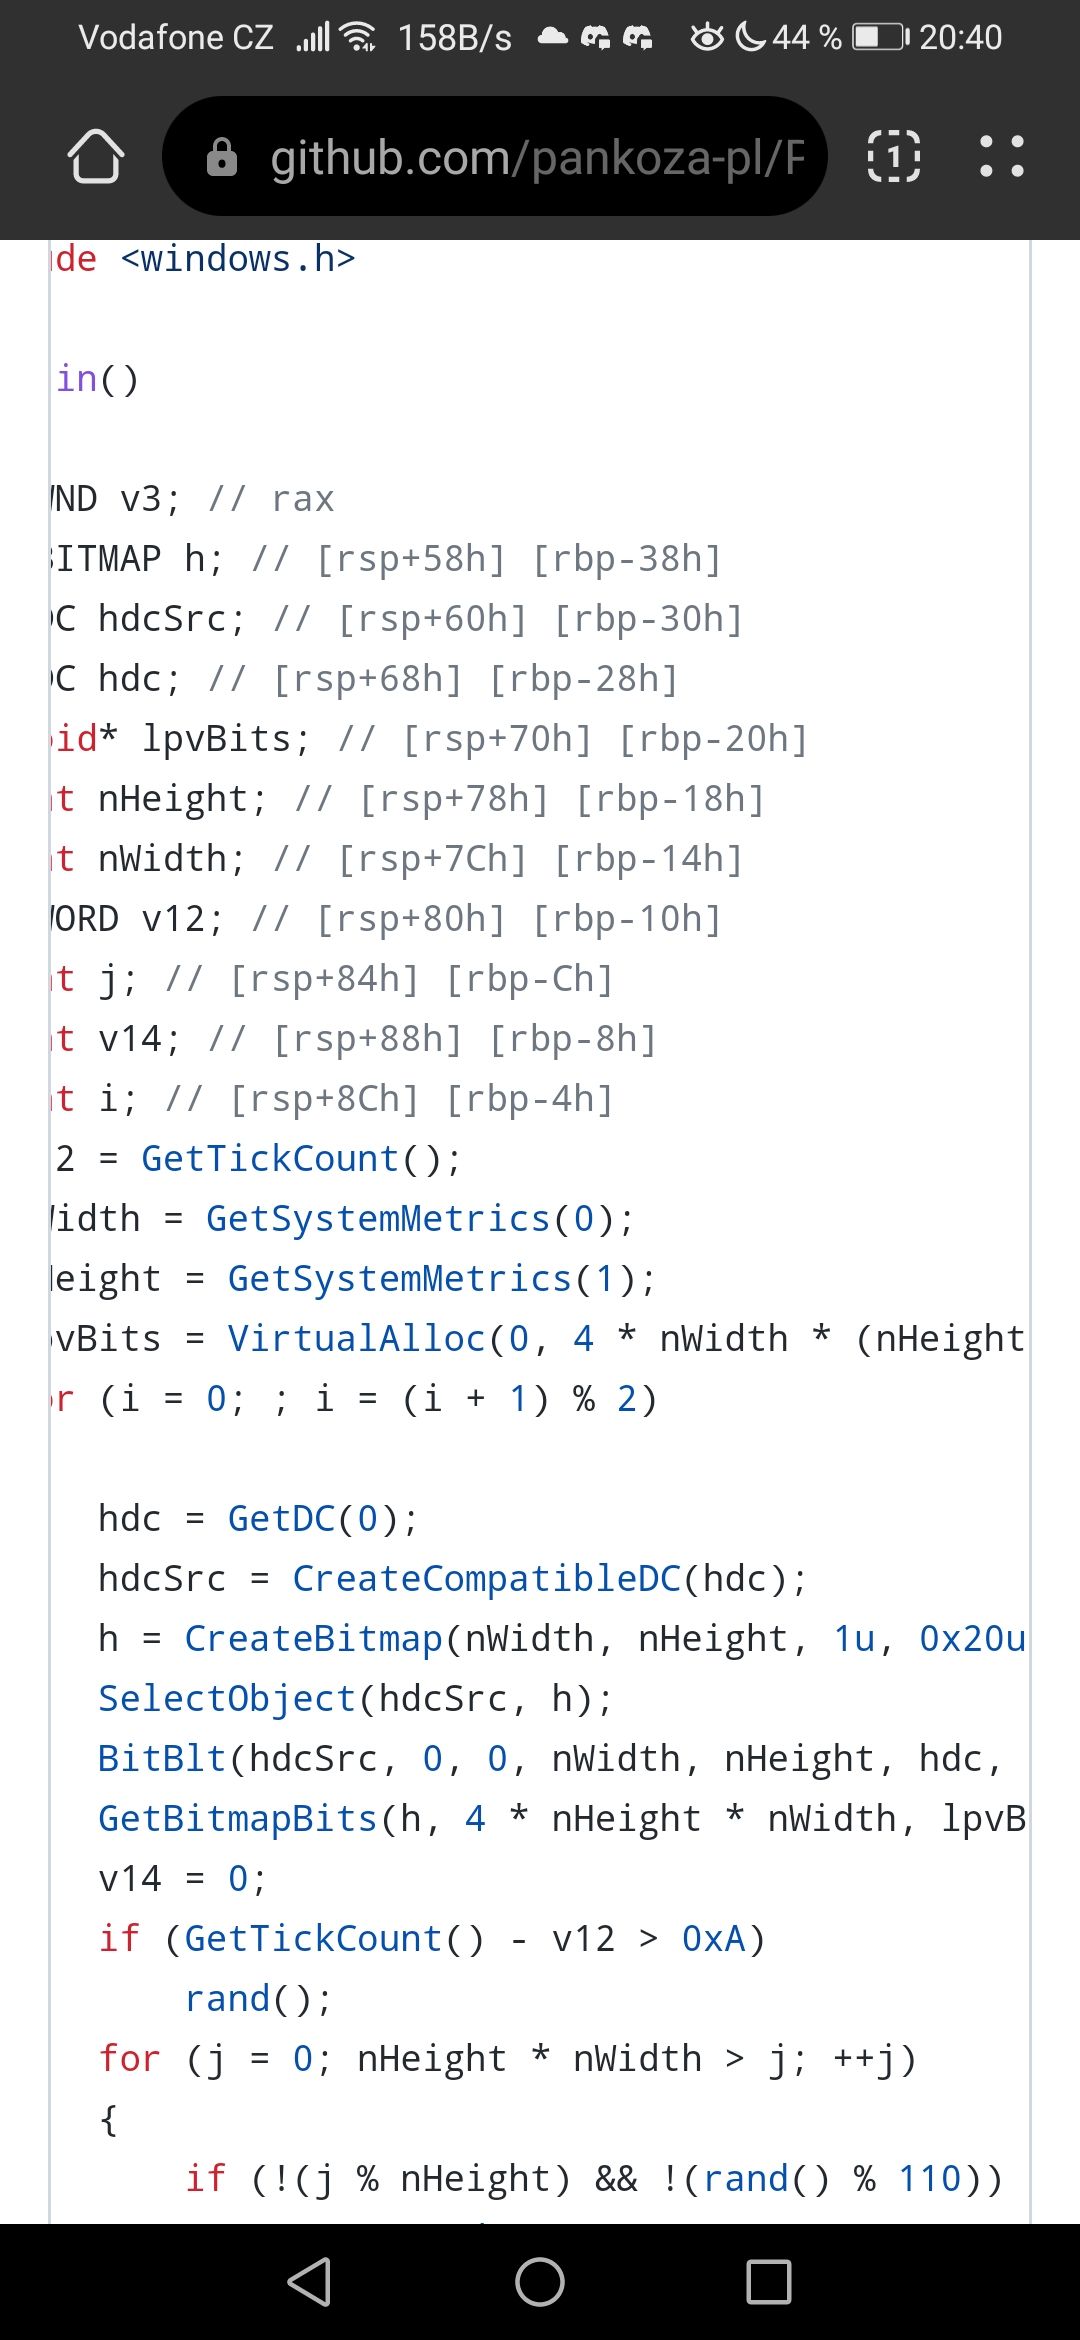 Vodafone CZ 158B/s 44 % 20:40
github.com/pankoza-pl/F
1
de <windows.h>
in()
ND v3; // rax
BITMAP h; // [rsp+58h] [rbp-38h]
C hdcSrc; // [rsp+60h] [rbp-30h]
C hdc; // [rsp+68h] [rbp-28h]
id* lpvBits; // [rsp+70h] [rbp-20h]
t nHeight; // [rsp+78h] [rbp-18h]
t nWidth; // [rsp+7Ch] [rbp-14h]
ORD v12; // [rsp+80h] [rbp-10h]
t j; // [rsp+84h] [rbp-Ch]
t v14; // [rsp+88h] [rbp-8h]
t i; // [rsp+8Ch] [rbp-4h]
2 = GetTickCount();
idth = GetSystemMetrics(0);
eight = GetSystemMetrics(1);
vBits = VirtualAlloc(0, 4 * nWidth * (nHeight
r (i = 0; ; i = (i + 1) % 2)
hdc = GetDC(0);
hdcSrc = CreateCompatibleDC(hdc);
h = CreateBitmap(nWidth, nHeight, 1u, 0x20u
SelectObject(hdcSrc, h);
BitBlt(hdcSrc, 0, 0, nWidth, nHeight, hdc,
GetBitmapBits(h, 4 * nHeight * nWidth, lpvB
v14 = 0;
if (GetTickCount() - v12 > 0xA)
rand();
for (j = 0; nHeight * nWidth > j; ++j)
{
if (!(j % nHeight) && !(rand() % 110))